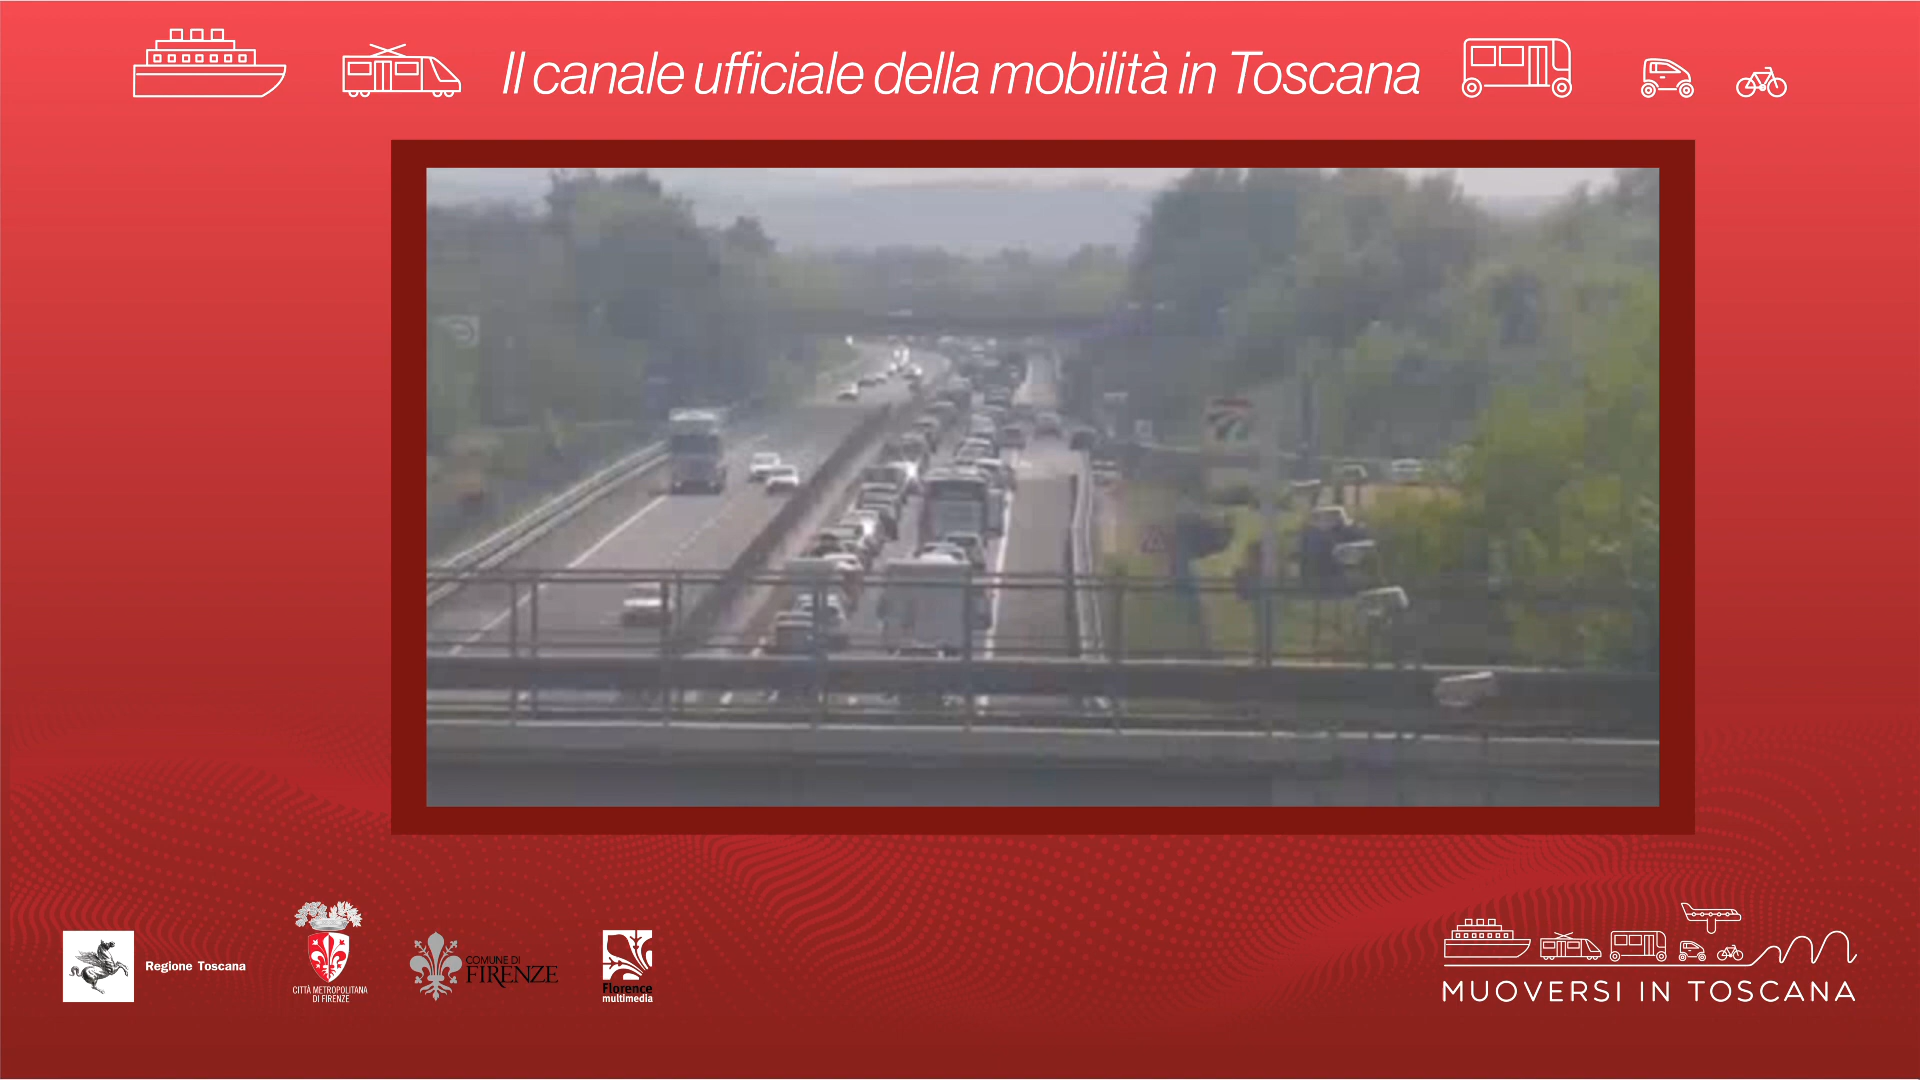 Il canale ufficiale della mobilità in Toscana
Regione Toscana
CITTÀ METROPOLITANA
DI FIRENZE
COMUNE DI
FIRENZE
Florence
multimedia
MUOVERSI IN TOSCANA